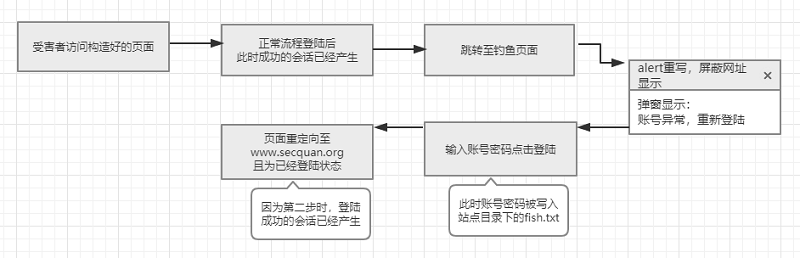 受害者访问构造好的页面
正常流程登陆后
此时成功的会话已经产生
跳转至钓鱼页面
alert重写，屏蔽网址
显示
×
弹窗显示：
账号异常，重新登陆
页面重定向至
www.secquan.org
且为已经登陆状态
输入账号密码点击登陆
因为第二步时，登陆
成功的会话已经产生
此时账号密码被写入
站点目录下的fish.txt